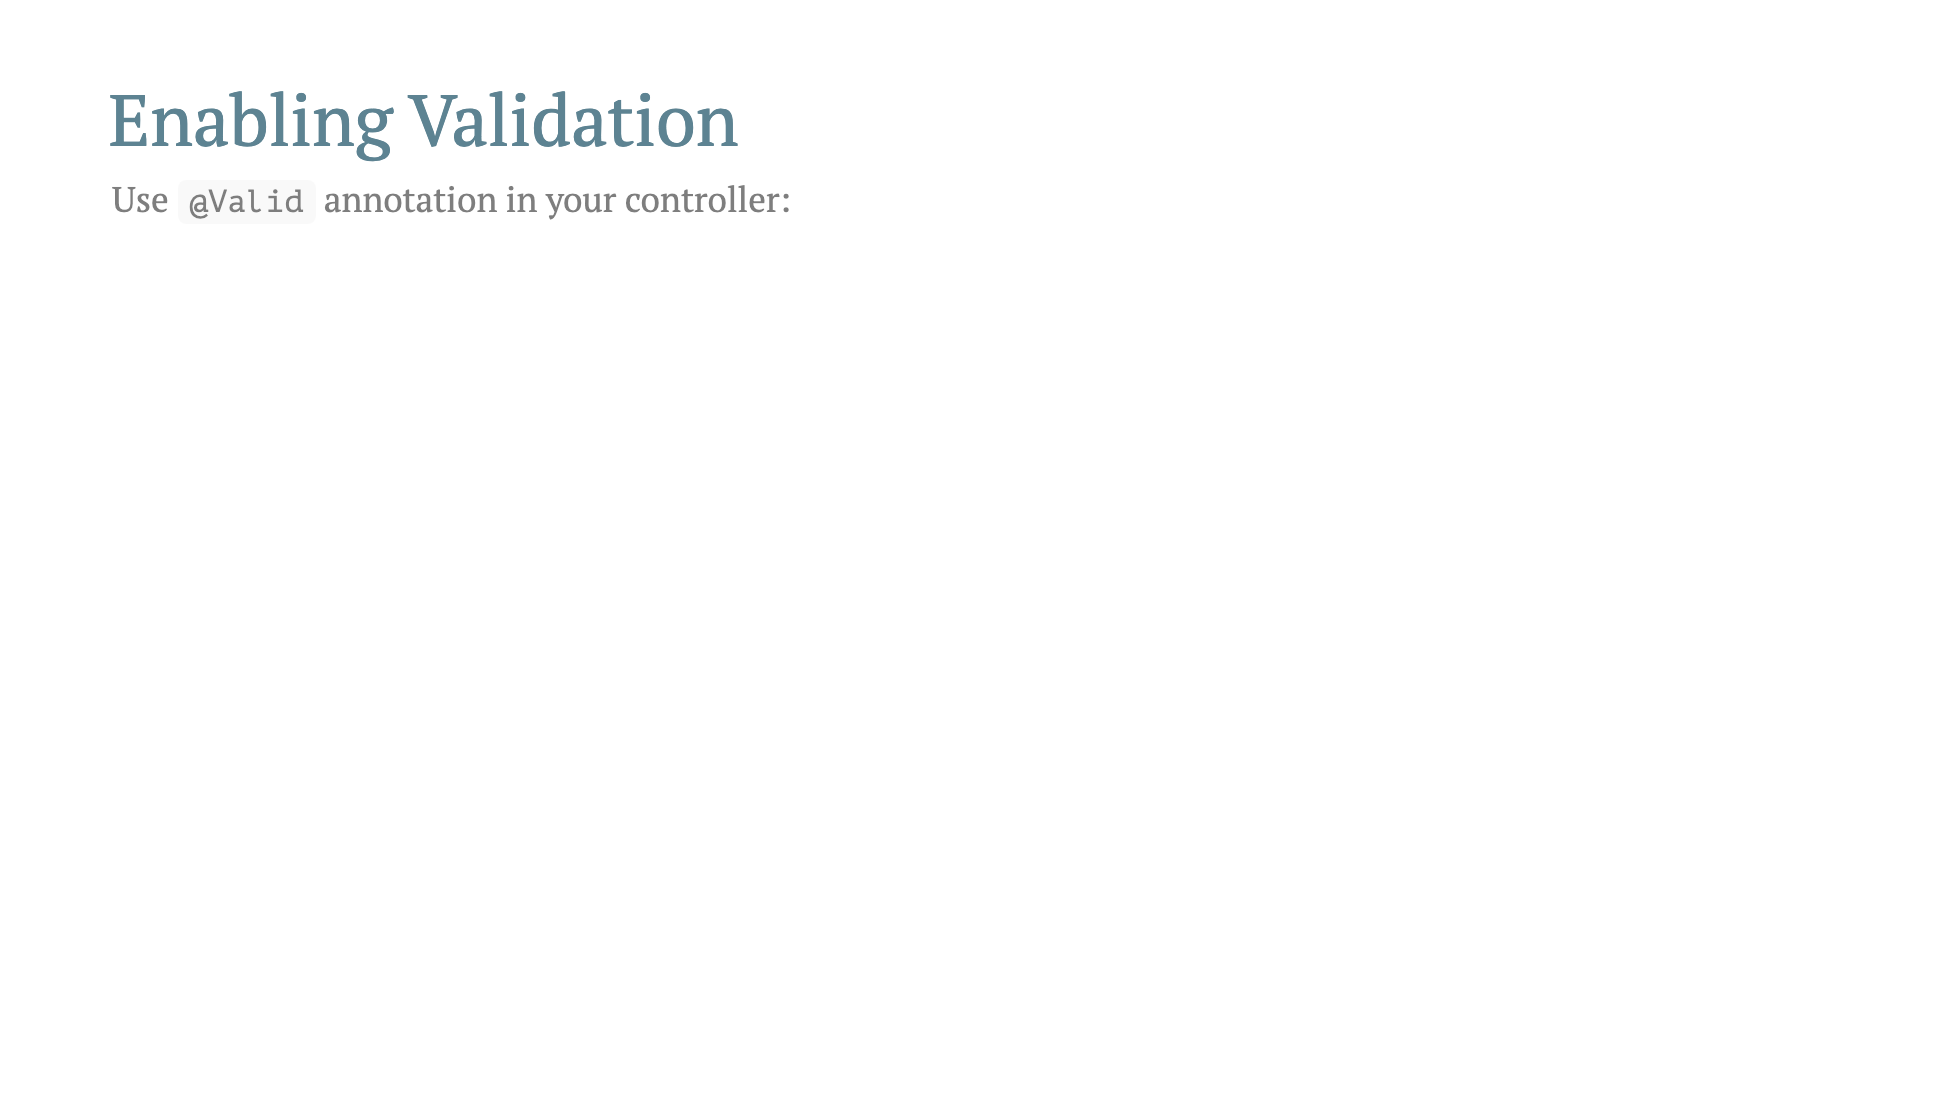 Enabling Validation
Use @Valid annotation in your controller: